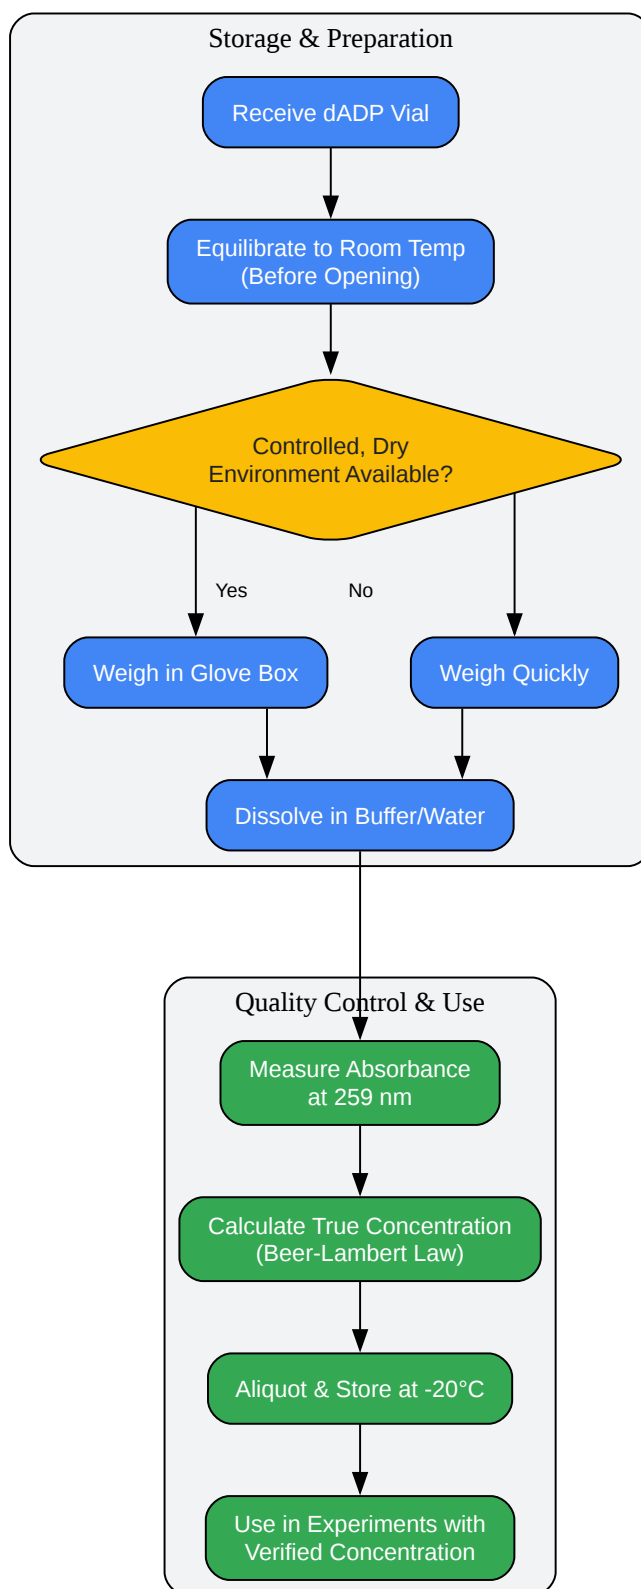 Storage & Preparation
Receive dADP Vial
Equilibrate to Room Temp
(Before Opening)
Controlled, Dry
Environment Available?
Yes
No
Weigh in Glove Box
Weigh Quickly
Dissolve in Buffer/Water
Quality Control & Use
Measure Absorbance
at 259 nm
Calculate True Concentration
(Beer-Lambert Law)
Aliquot & Store at -20°C
Use in Experiments with
Verified Concentration